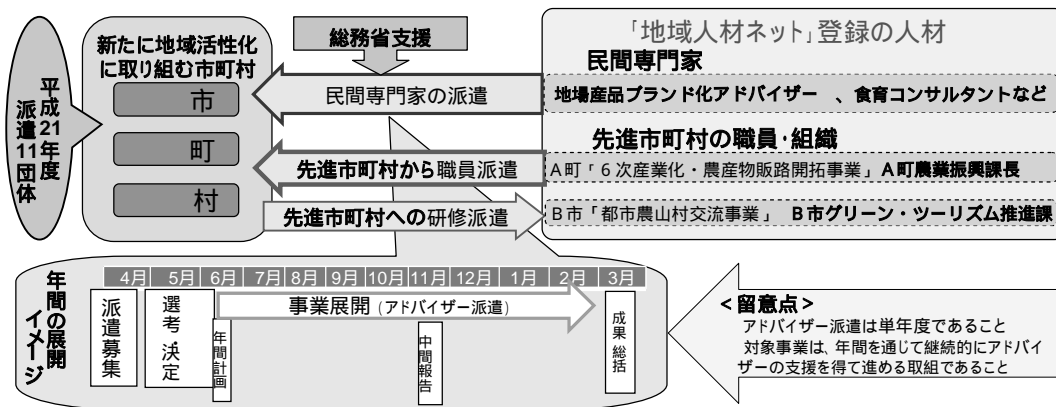 平成21年度
派遣11団体
新たに地域活性化
に取り組む市町村
市
町
村
総務省支援
民間専門家の派遣
先進市町村から職員派遣
先進市町村への研修派遣
「地域人材ネット」登録の人材
民間専門家
地場産品ブランド化アドバイザー 、食育コンサルタントなど
先進市町村の職員・組織
A町「6次産業化・農産物販路開拓事業」A町農業振興課長
B市「都市農山村交流事業」 B市グリーン・ツーリズム推進課
年間の展開
イメージ
4月 5月 6月 7月 8月 9月 10月 11月 12月 1月 2月 3月
派遣募集
選考・決定
事業展開(アドバイザー派遣)
年間計画
中間報告
成果総括
<留意点>
アドバイザー派遣は単年度であること
対象事業は、年間を通じて継続的にアドバイ
ザーの支援を得て進める取組であること